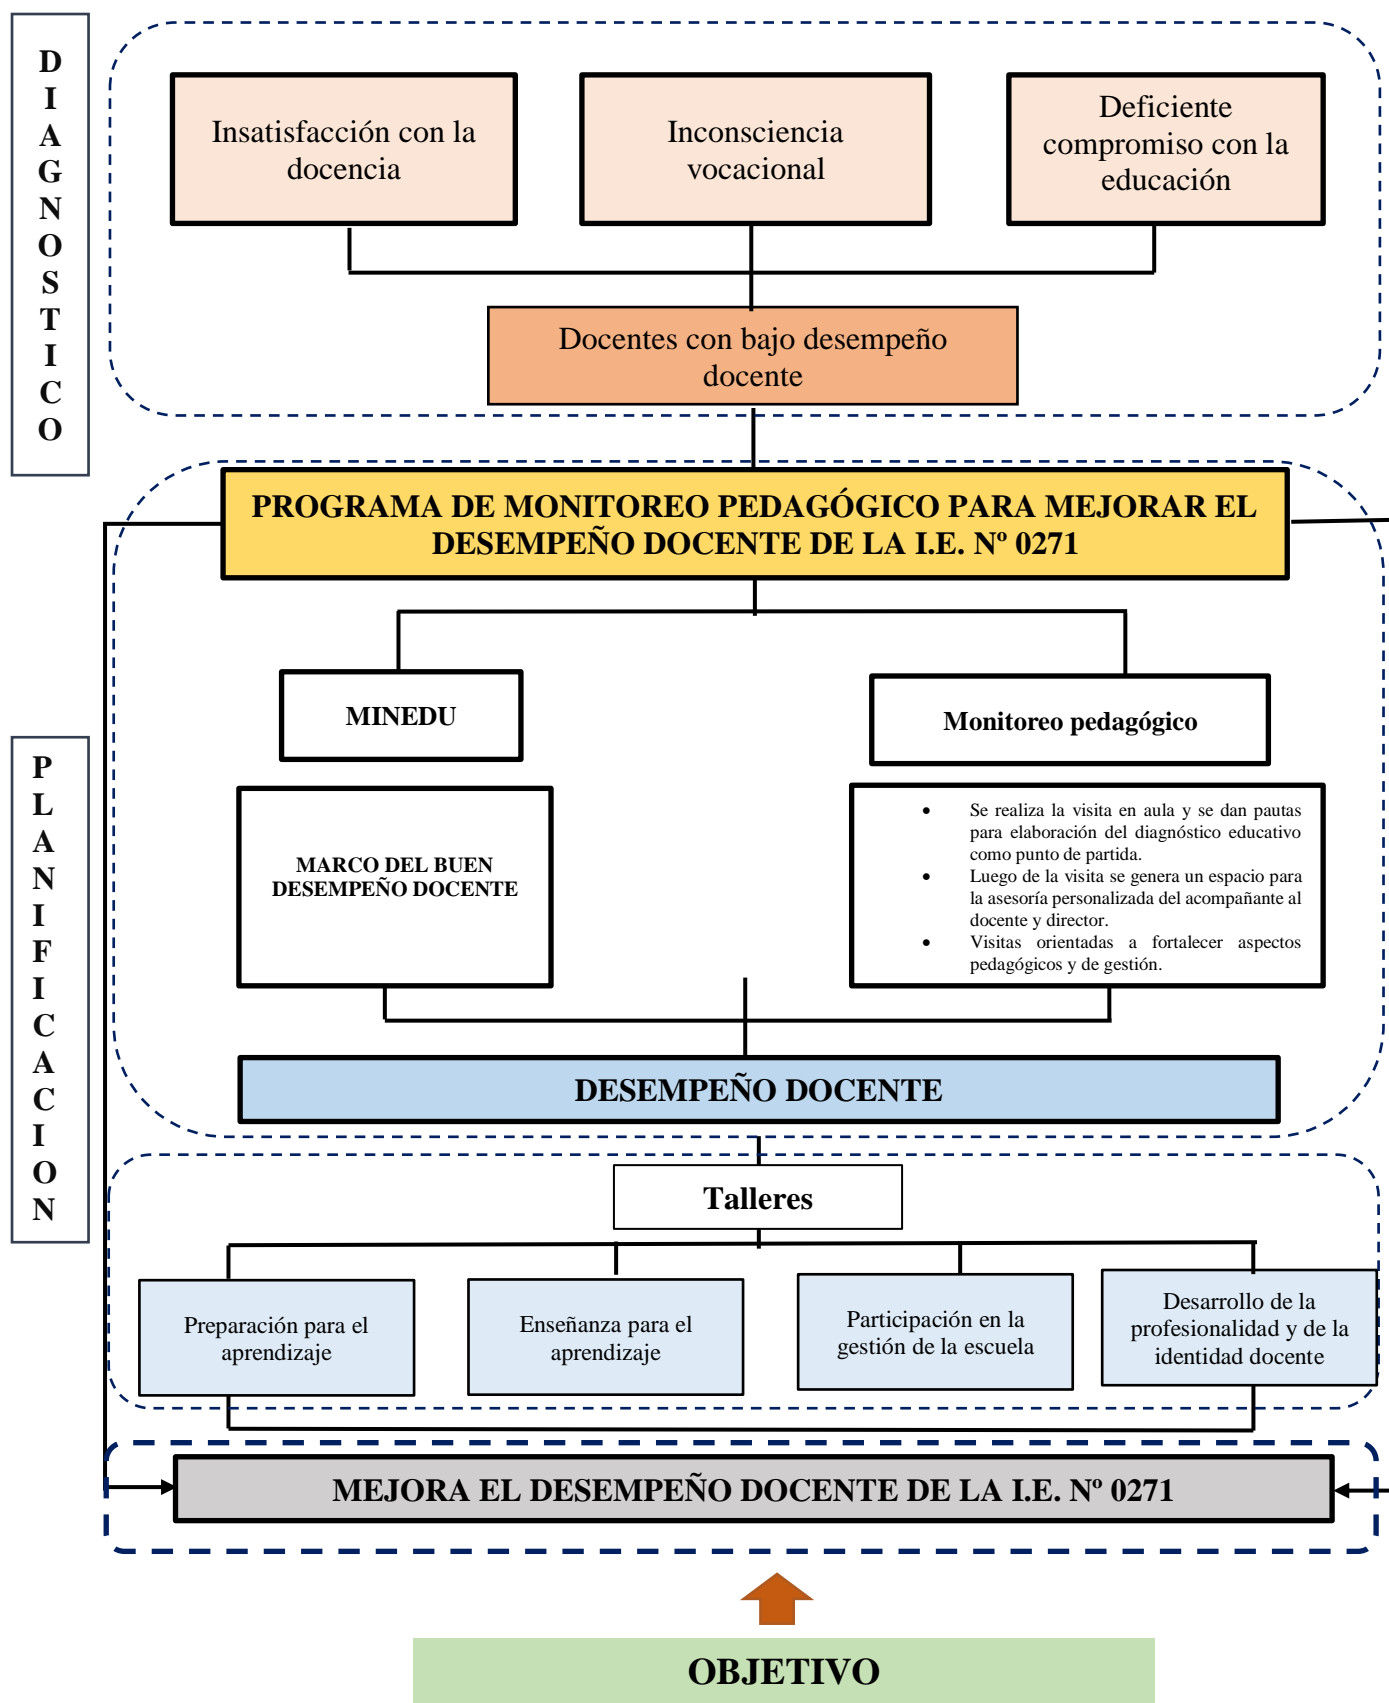 DIAGNOSTICO
Insatisfacción con la
docencia
Inconsciencia
vocacional
Deficiente
compromiso con la
educación
Docentes con bajo desempeño
docente
PROGRAMA DE MONITOREO PEDAGÓGICO PARA MEJORAR EL
DESEMPEÑO DOCENTE DE LA I.E. Nº 0271
PLANIFICACION
MINEDU
Monitoreo pedagógico
MARCO DEL BUEN
DESEMPEÑO DOCENTE
• Se realiza la visita en aula y se dan pautas
para elaboración del diagnóstico educativo
como punto de partida.
• Luego de la visita se genera un espacio para
la asesoría personalizada del acompañante al
docente y director.
• Visitas orientadas a fortalecer aspectos
pedagógicos y de gestión.
DESEMPEÑO DOCENTE
Talleres
Preparación para el
aprendizaje
Enseñanza para el
aprendizaje
Participación en la
gestión de la escuela
Desarrollo de la
profesionalidad y de la
identidad docente
MEJORA EL DESEMPEÑO DOCENTE DE LA I.E. Nº 0271
OBJETIVO